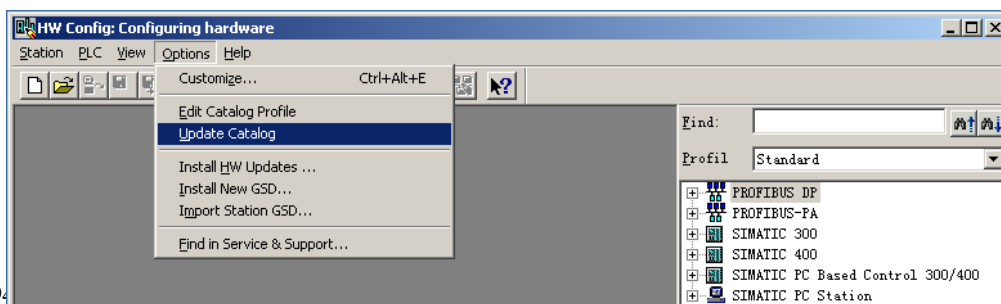 HW Config: Configuring hardware
Station PLC View Options Help
Customize... Ctrl+Alt+E
Edit Catalog Profile
Update Catalog
Install HW Updates ...
Install New GSD...
Import Station GSD...
Find in Service & Support...
Find:
Profil Standard
PROFIBUS DP
PROFIBUS-PA
SIMATIC 300
SIMATIC 400
SIMATIC PC Based Control 300/400
SIMATIC PC Station